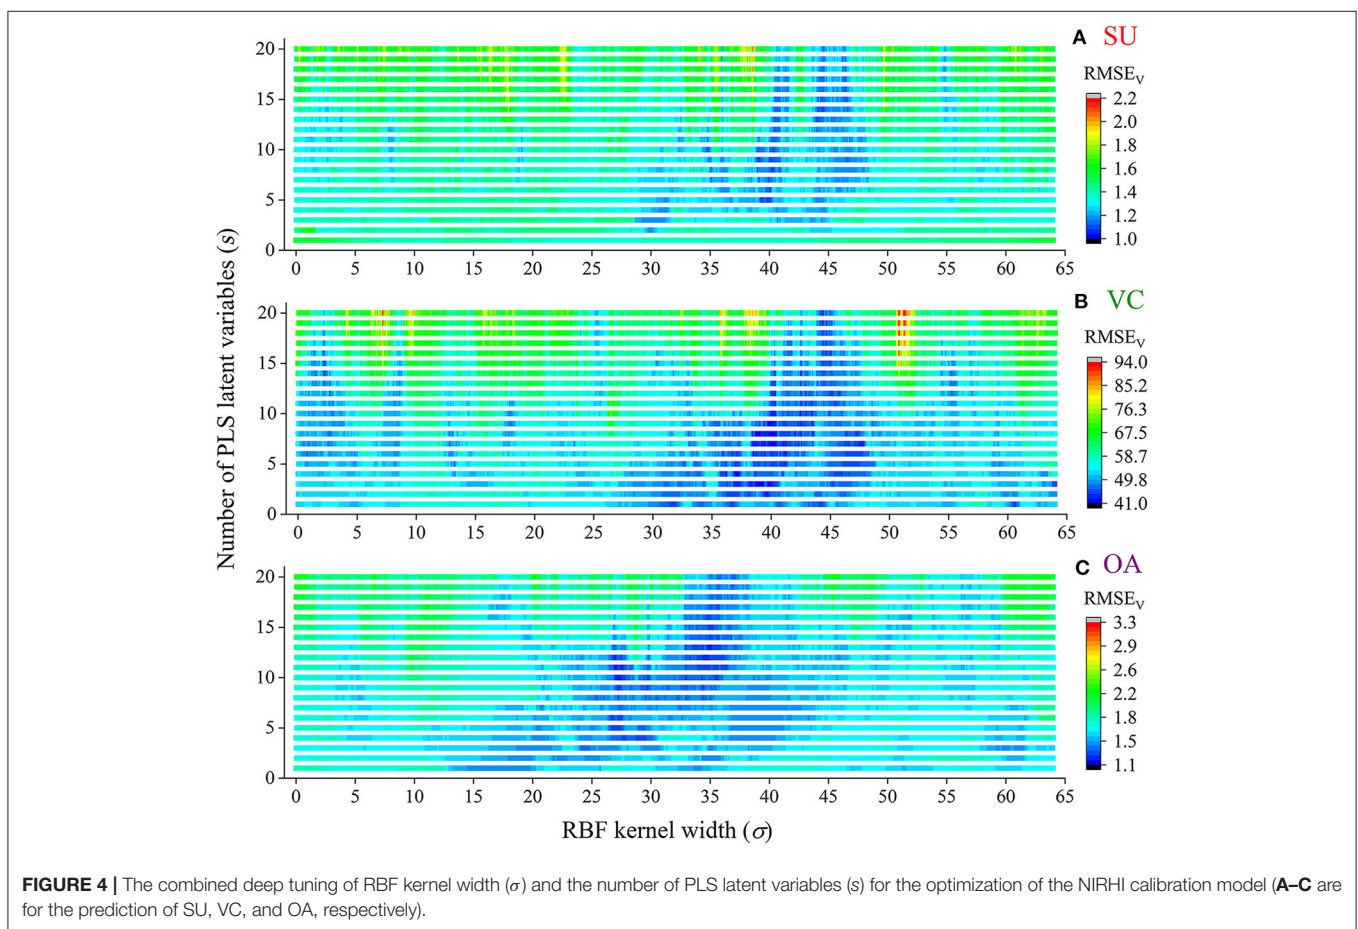 A SU
RMSEV
20
15
10
5
0
2.2
2.0
1.8
1.6
1.4
1.2
1.0
0 5 10 15 20 25 30 35 40 45 50 55 60 65
B VC
RMSEV
20
15
10
5
0
94.0
85.2
76.3
67.5
58.7
49.8
41.0
0 5 10 15 20 25 30 35 40 45 50 55 60 65
Number of PLS latent variables (s)
C OA
RMSEV
20
15
10
5
0
3.3
2.9
2.6
2.2
1.8
1.5
1.1
0 5 10 15 20 25 30 35 40 45 50 55 60 65
RBF kernel width (σ)
FIGURE 4 | The combined deep tuning of RBF kernel width (σ) and the number of PLS latent variables (s) for the optimization of the NIRHI calibration model (A–C are
for the prediction of SU, VC, and OA, respectively).